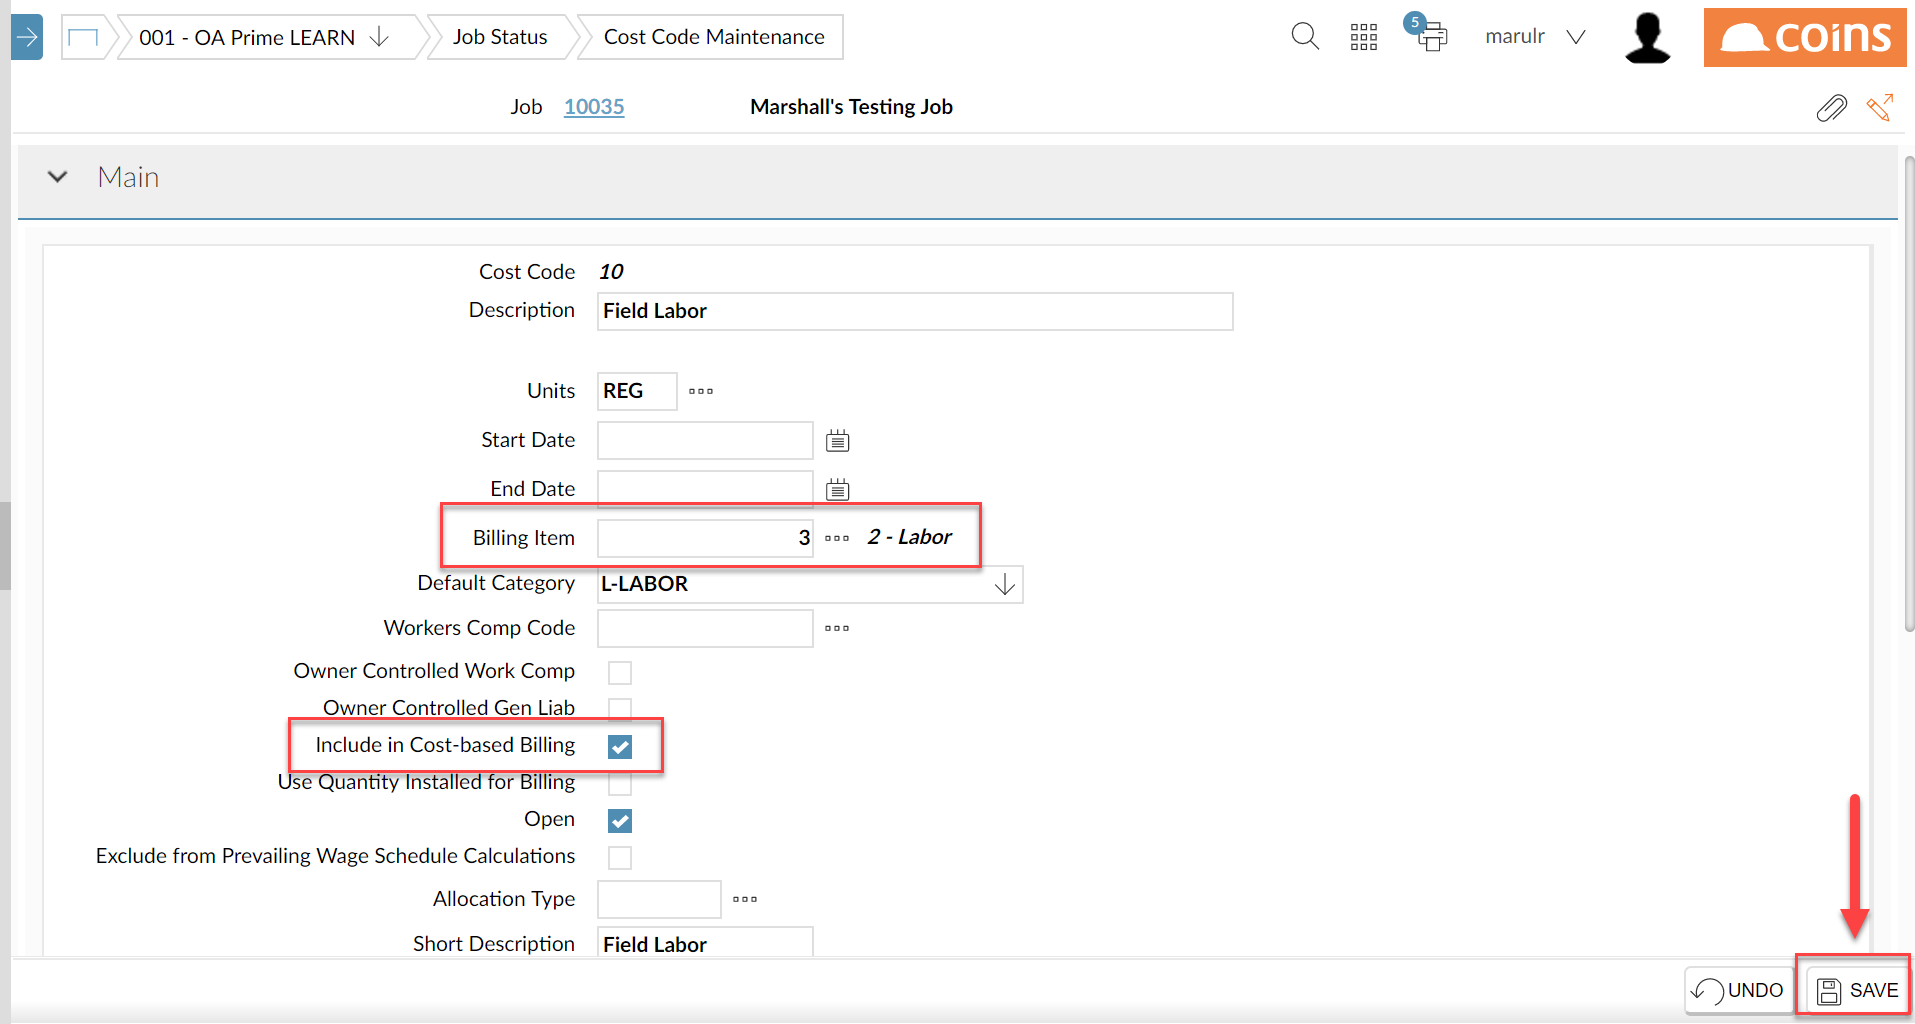 001 - OA Prime LEARN
Job Status
Cost Code Maintenance
5
marulr
coins
Job 10035 Marshall's Testing Job
Main
Cost Code 10
Description Field Labor
Units REG
Start Date
End Date
Billing Item 3 2 - Labor
Default Category L-LABOR
Workers Comp Code
Owner Controlled Work Comp
Owner Controlled Gen Liab
Include in Cost-based Billing
Use Quantity Installed for Billing
Open
Exclude from Prevailing Wage Schedule Calculations
Allocation Type
Short Description Field Labor
UNDO SAVE